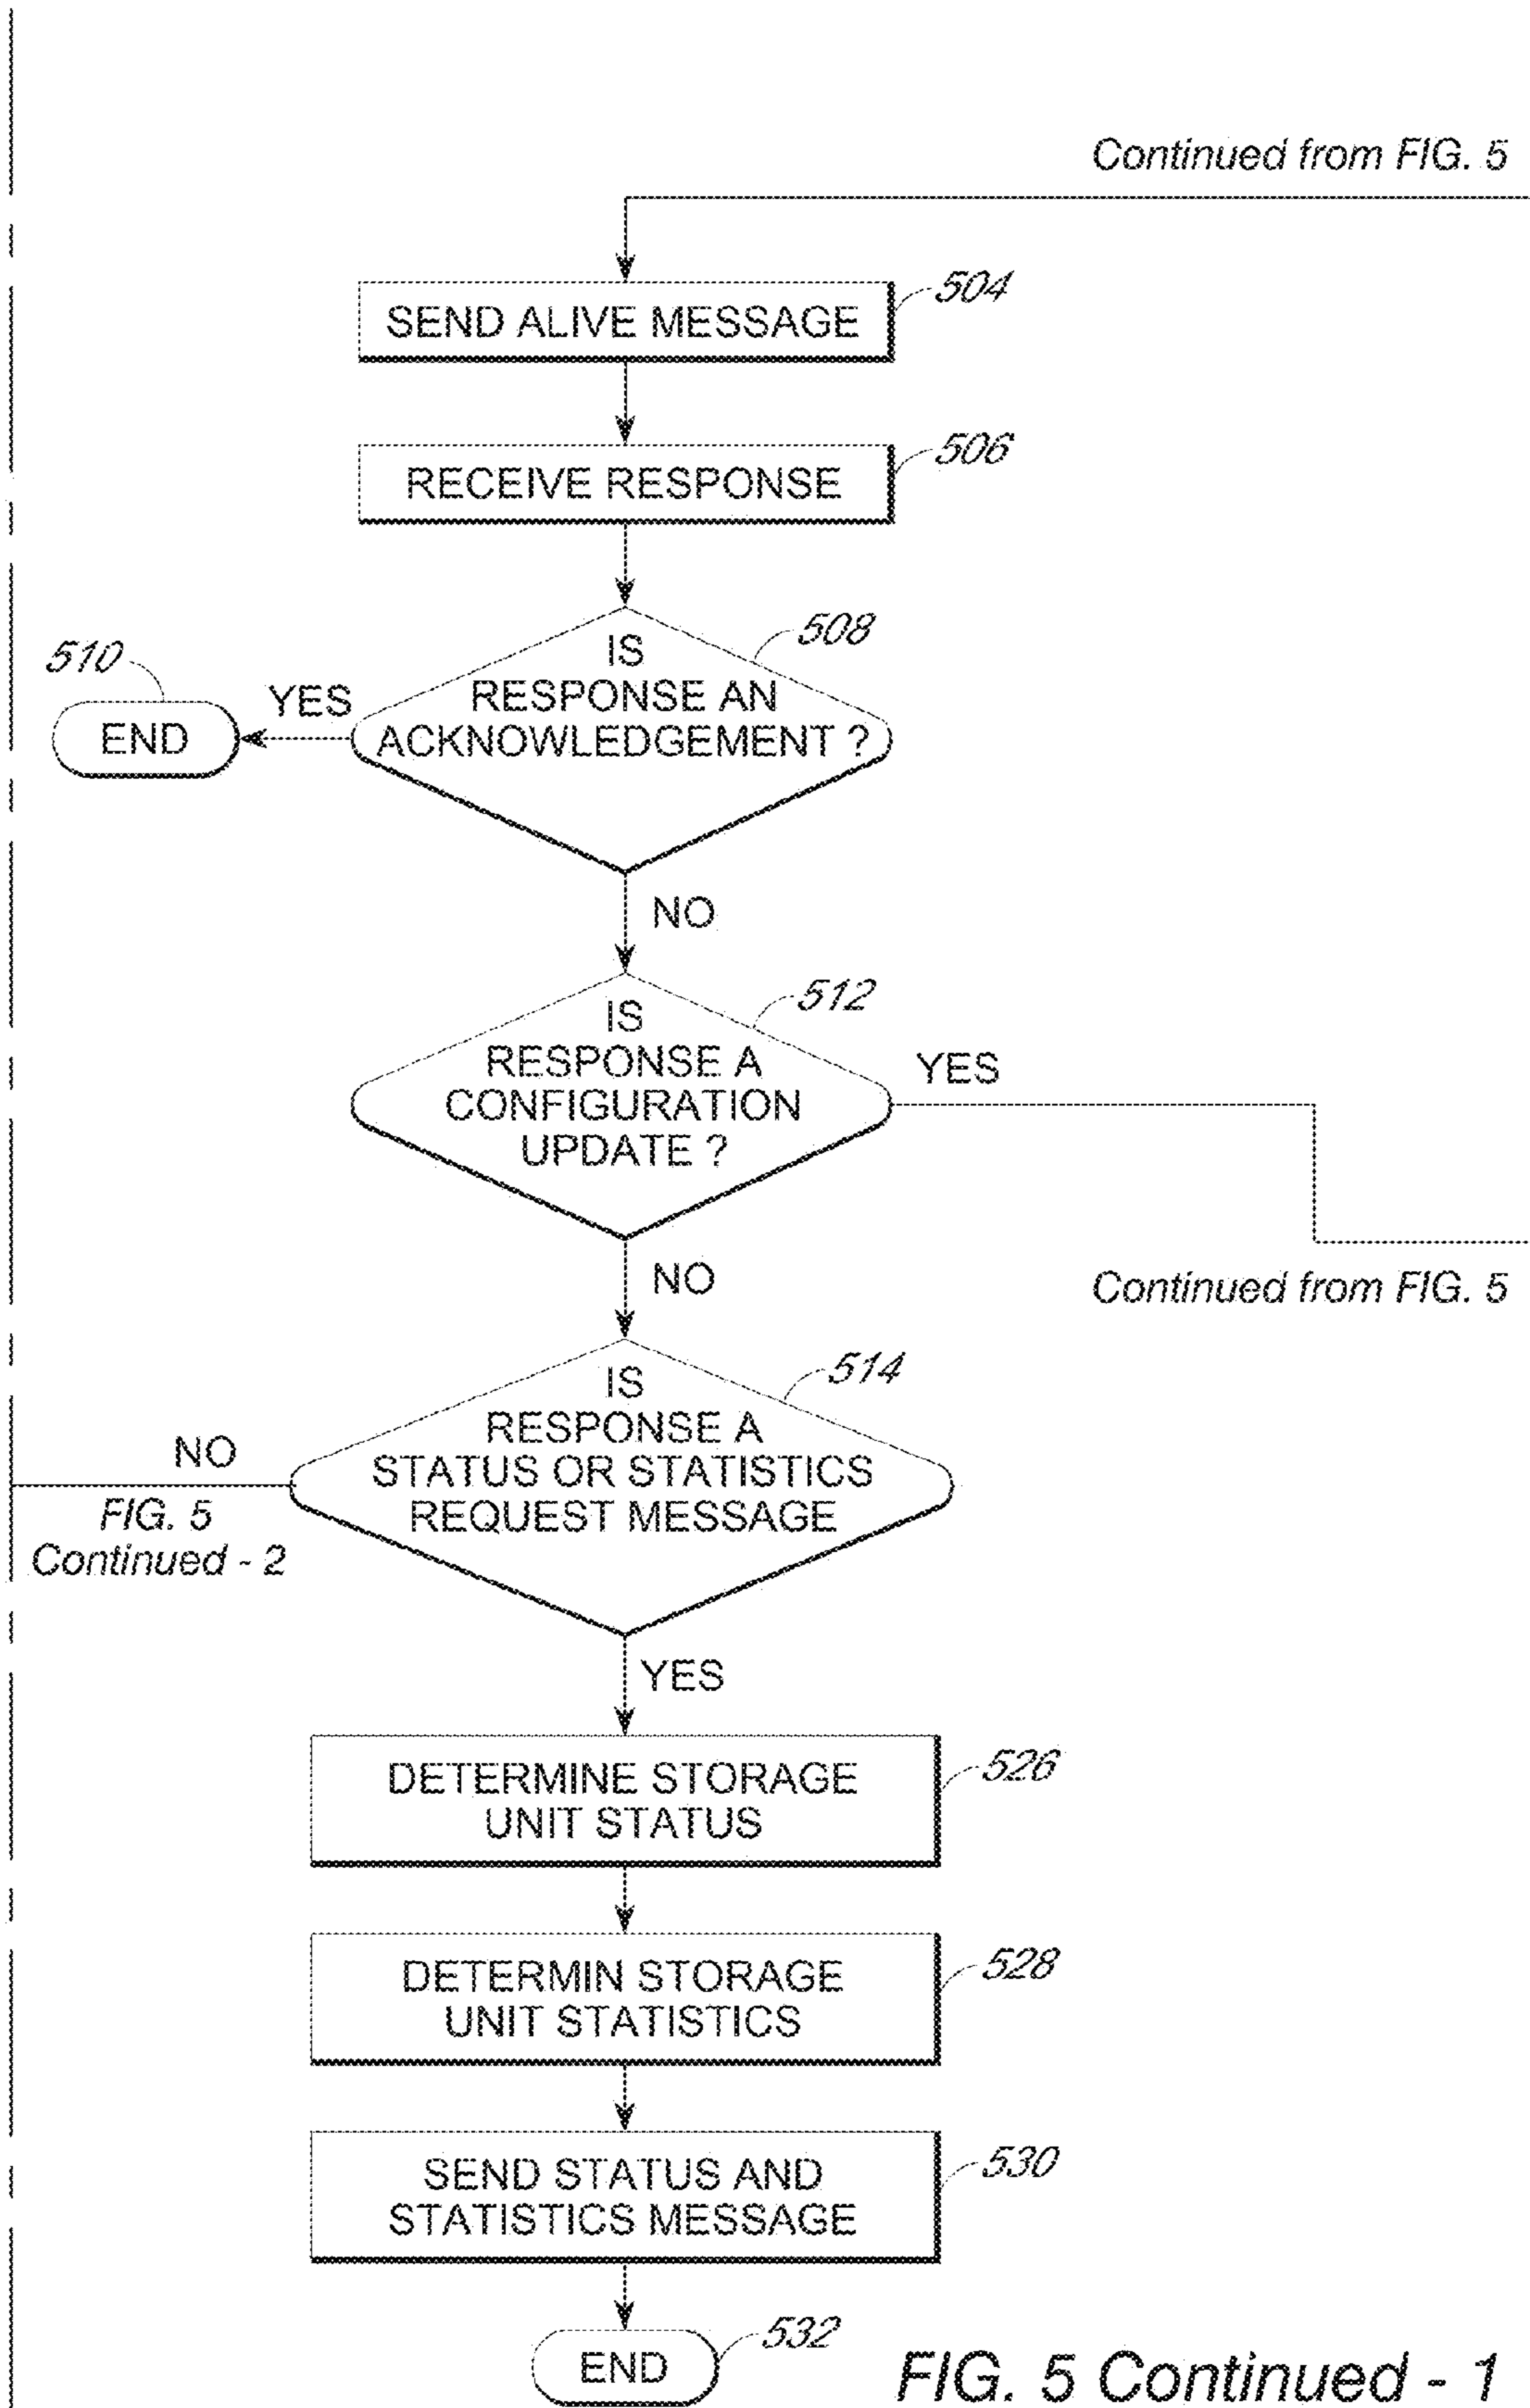 Continued from FIG. 5
504
SEND ALIVE MESSAGE
506
RECEIVE RESPONSE
508
IS
RESPONSE AN
ACKNOWLEDGEMENT ?
510
YES
END
NO
512
IS
RESPONSE A
CONFIGURATION
UPDATE ?
YES
NO
Continued from FIG. 5
514
IS
RESPONSE A
STATUS OR STATISTICS
REQUEST MESSAGE
NO
FIG. 5
Continued - 2
YES
526
DETERMINE STORAGE
UNIT STATUS
528
DETERMIN STORAGE
UNIT STATISTICS
530
SEND STATUS AND
STATISTICS MESSAGE
532
END
FIG. 5 Continued - 1